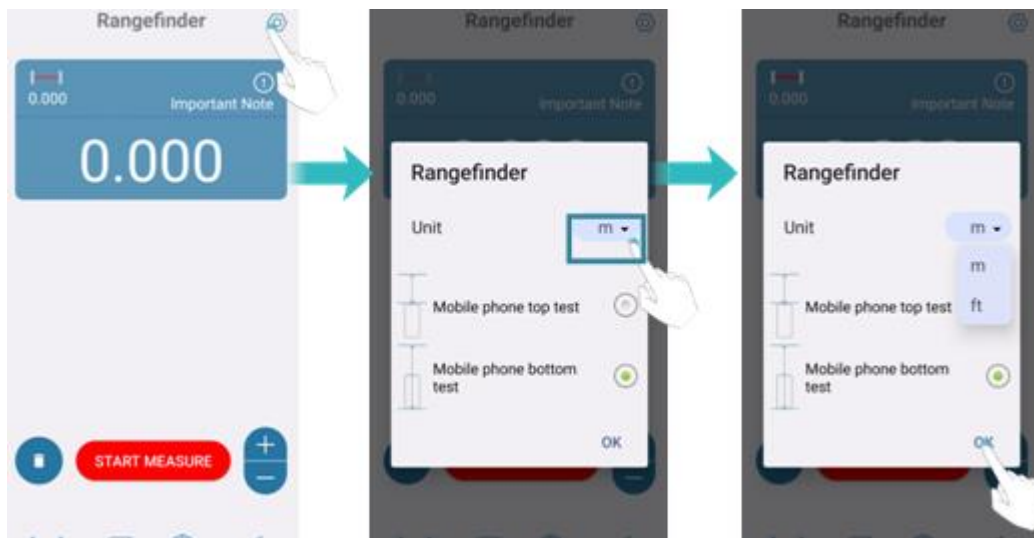 Rangefinder
0.000
Important Note
0.000
START MEASURE
Rangefinder
0.000
Important Note
Rangefinder
Unit
m
Mobile phone top test
Mobile phone bottom
test
OK
Rangefinder
0.000
Important Note
Rangefinder
Unit
m
m
ft
Mobile phone top test
Mobile phone bottom
test
OK